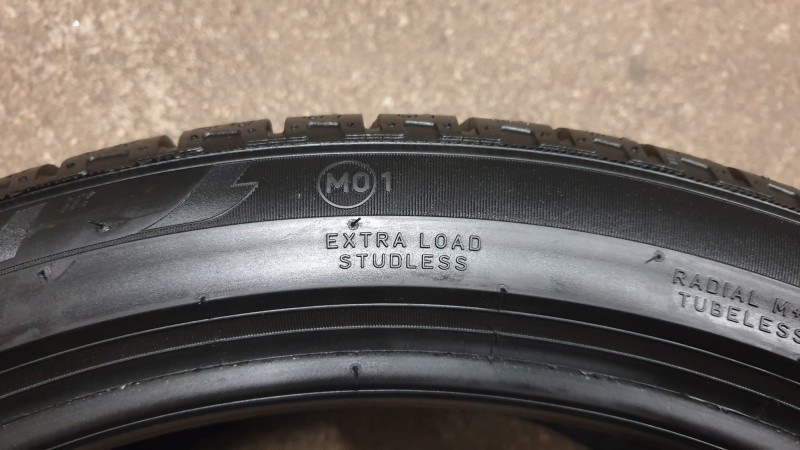 MO1
EXTRA LOAD
STUDLESS
RADIAL M+
TUBELESS